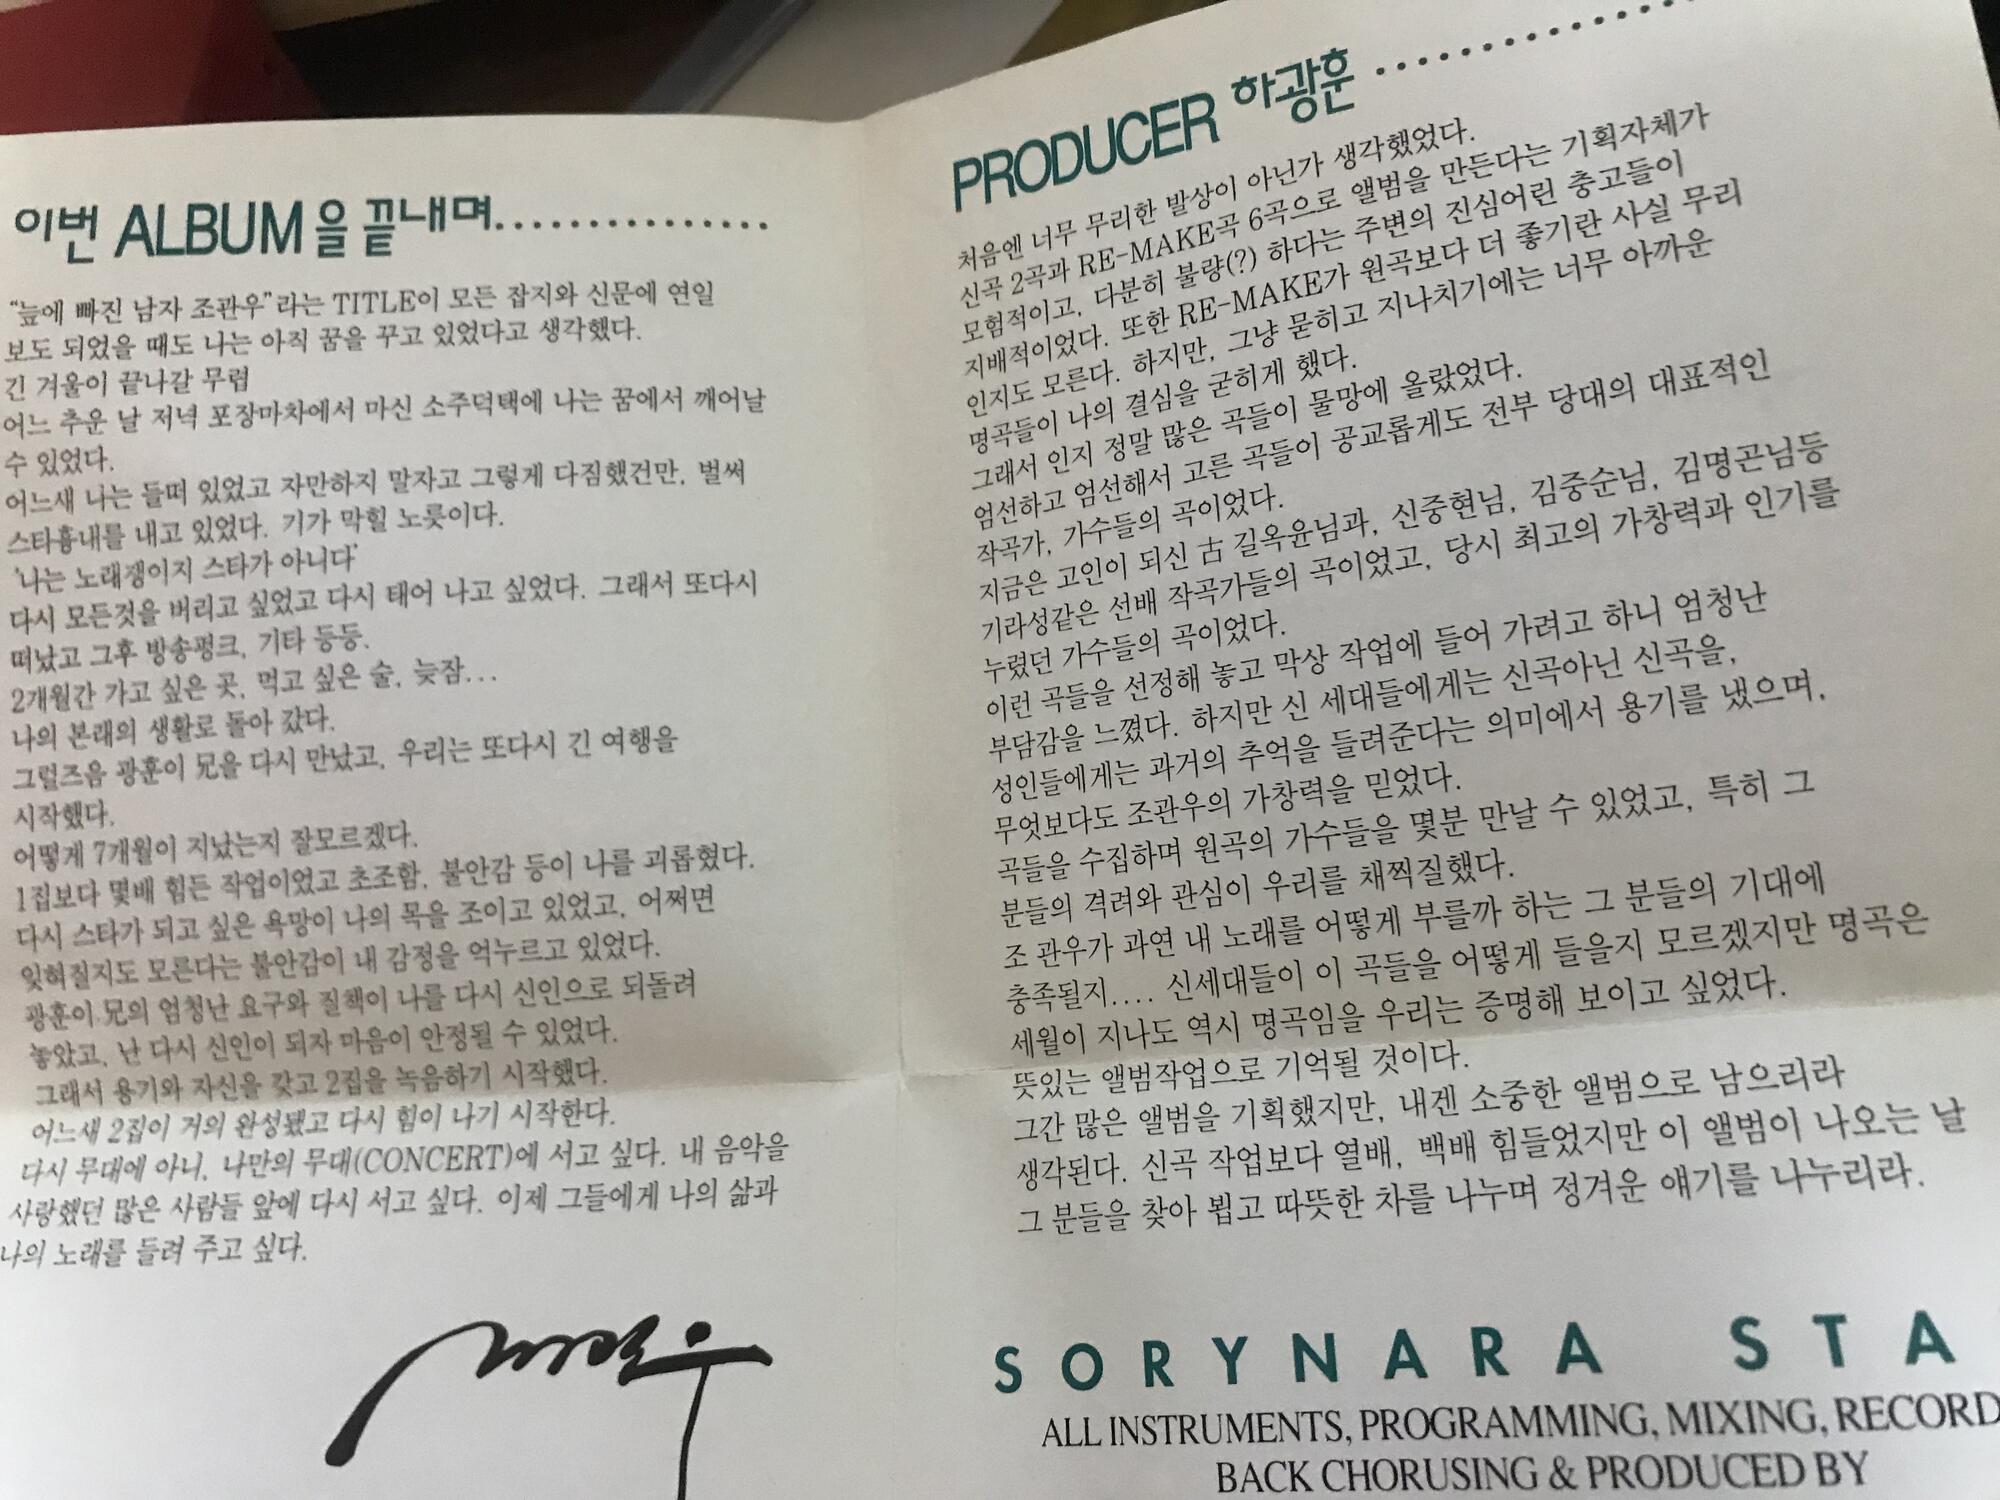 이번 ALBUM을 끝내며...............
“늪에 빠진 남자 조관우”라는 TITLE이 모든 잡지와 신문에 연일
보도 되었을 때도 나는 아직 꿈을 꾸고 있었다고 생각했다.
긴 겨울이 끝나갈 무렵
어느 추운 날 저녁 포장마차에서 마신 소주덕택에 나는 꿈에서 깨어날
수 있었다.
어느새 나는 들떠 있었고 자만하지 말자고 그렇게 다짐했건만, 벌써
스타흉내를 내고 있었다. 기가 막힐 노릇이다.
'나는 노래쟁이지 스타가 아니다'
다시 모든것을 버리고 싶었고 다시 태어 나고 싶었다. 그래서 또다시
떠났고 그후 방송펑크, 기타 등등.
2개월간 가고 싶은 곳, 먹고 싶은 술, 늦잠...
나의 본래의 생활로 돌아 갔다.
그럴즈음 광훈이 兄을 다시 만났고, 우리는 또다시 긴 여행을
시작했다.
어떻게 7개월이 지났는지 잘모르겠다.
1집보다 몇배 힘든 작업이었고 초조함, 불안감 등이 나를 괴롭혔다.
다시 스타가 되고 싶은 욕망이 나의 목을 조이고 있었고, 어쩌면
잊혀질지도 모른다는 불안감이 내 감정을 억누르고 있었다.
광훈이 兄의 엄청난 요구와 질책이 나를 다시 신인으로 되돌려
놓았고, 난 다시 신인이 되자 마음이 안정될 수 있었다.
그래서 용기와 자신을 갖고 2집을 녹음하기 시작했다.
어느새 2집이 거의 완성됐고 다시 힘이 나기 시작한다.
다시 무대에 아니, 나만의 무대(CONCERT)에 서고 싶다. 내 음악을
사랑했던 많은 사람들 앞에 다시 서고 싶다. 이제 그들에게 나의 삶과
나의 노래를 들려 주고 싶다.
조관우
PRODUCER 하광훈...............
처음엔 너무 무리한 발상이 아닌가 생각했었다.
신곡 2곡과 RE-MAKE곡 6곡으로 앨범을 만든다는 기획자체가
모험적이고, 다분히 불량(?) 하다는 주변의 진심어린 충고들이
지배적이었다. 또한 RE-MAKE가 원곡보다 더 좋기란 사실 무리
인지도 모른다. 하지만, 그냥 묻히고 지나치기에는 너무 아까운
명곡들이 나의 결심을 굳히게 했다.
그래서 인지 정말 많은 곡들이 물망에 올랐었다.
엄선하고 엄선해서 고른 곡들이 공교롭게도 전부 당대의 대표적인
작곡가, 가수들의 곡이었다.
지금은 고인이 되신 古 길옥윤님과, 신중현님, 김중순님, 김명곤님등
기라성같은 선배 작곡가들의 곡이었고, 당시 최고의 가창력과 인기를
누렸던 가수들의 곡이었다.
이런 곡들을 선정해 놓고 막상 작업에 들어 가려고 하니 엄청난
부담감을 느꼈다. 하지만 신 세대들에게는 신곡아닌 신곡을,
성인들에게는 과거의 추억을 들려준다는 의미에서 용기를 냈으며,
무엇보다도 조관우의 가창력을 믿었다.
곡들을 수집하며 원곡의 가수들을 몇분 만날 수 있었고, 특히 그
분들의 격려와 관심이 우리를 채찍질했다.
조 관우가 과연 내 노래를 어떻게 부를까 하는 그 분들의 기대에
충족될지.... 신세대들이 이 곡들을 어떻게 들을지 모르겠지만 명곡은
세월이 지나도 역시 명곡임을 우리는 증명해 보이고 싶었다.
뜻있는 앨범작업으로 기억될 것이다.
그간 많은 앨범을 기획했지만, 내겐 소중한 앨범으로 남으리라
생각된다. 신곡 작업보다 열배, 백배 힘들었지만 이 앨범이 나오는 날
그 분들을 찾아 뵙고 따뜻한 차를 나누며 정겨운 얘기를 나누리라.
SORYNARA STA
ALL INSTRUMENTS, PROGRAMMING, MIXING, RECORD
BACK CHORUSING & PRODUCED BY